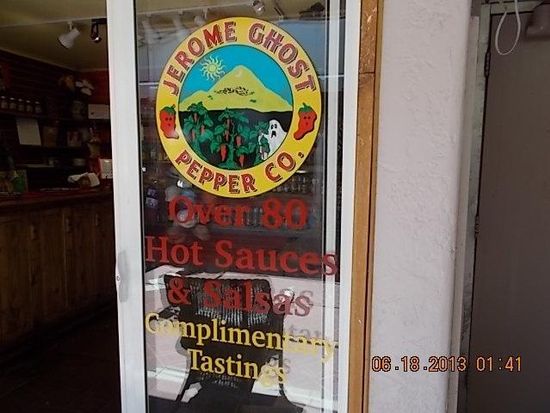 JEROME GHOST
PEPPER CO.
Over 80
Hot Sauces
& Salsas
Complimentary
Tastings
06.18.2013 01:41